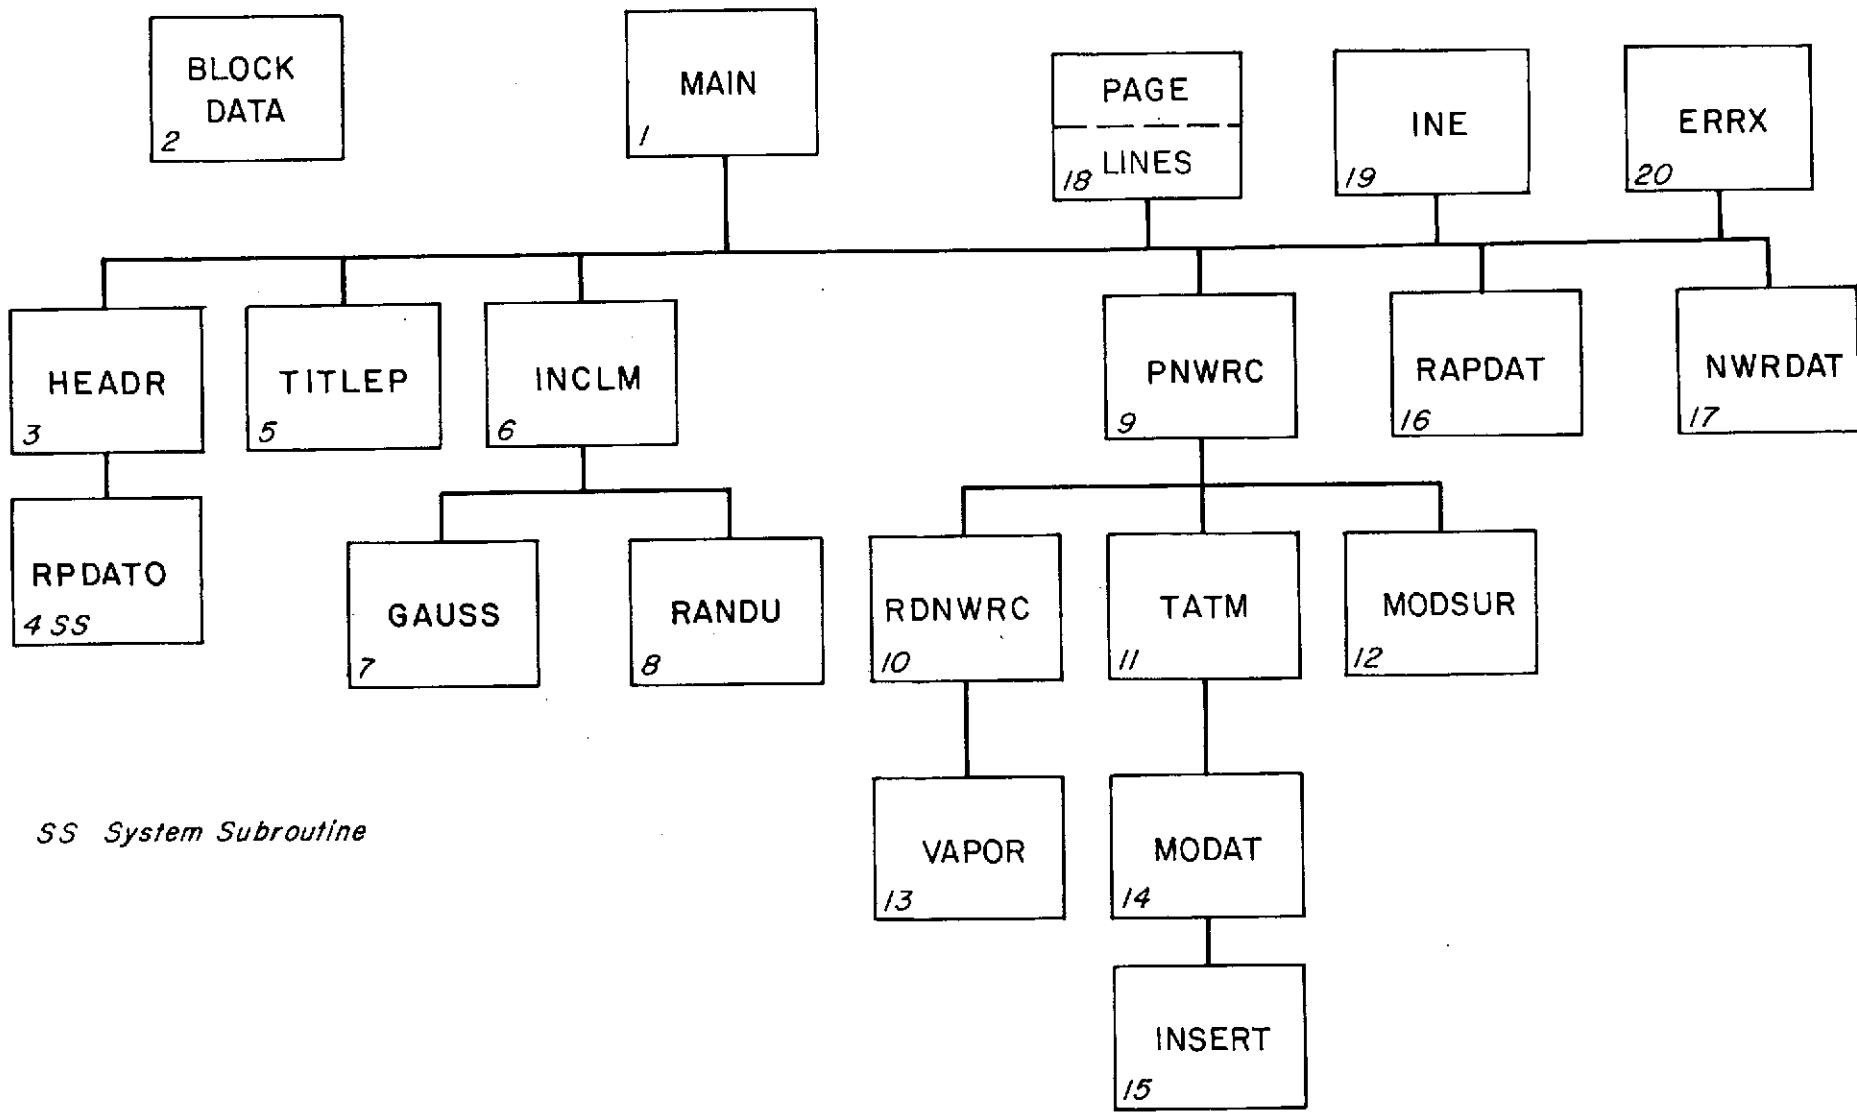 BLOCK
DATA
2
MAIN
1
PAGE
LINES
18
INE
19
ERRX
20
HEADR
3
TITLEP
5
INCLM
6
PNWRC
9
RAPDAT
16
NWRDAT
17
RPDATO
4 SS
GAUSS
7
RANDU
8
RDNWRC
10
TATM
11
MODSUR
12
SS System Subroutine
VAPOR
13
MODAT
14
INSERT
15